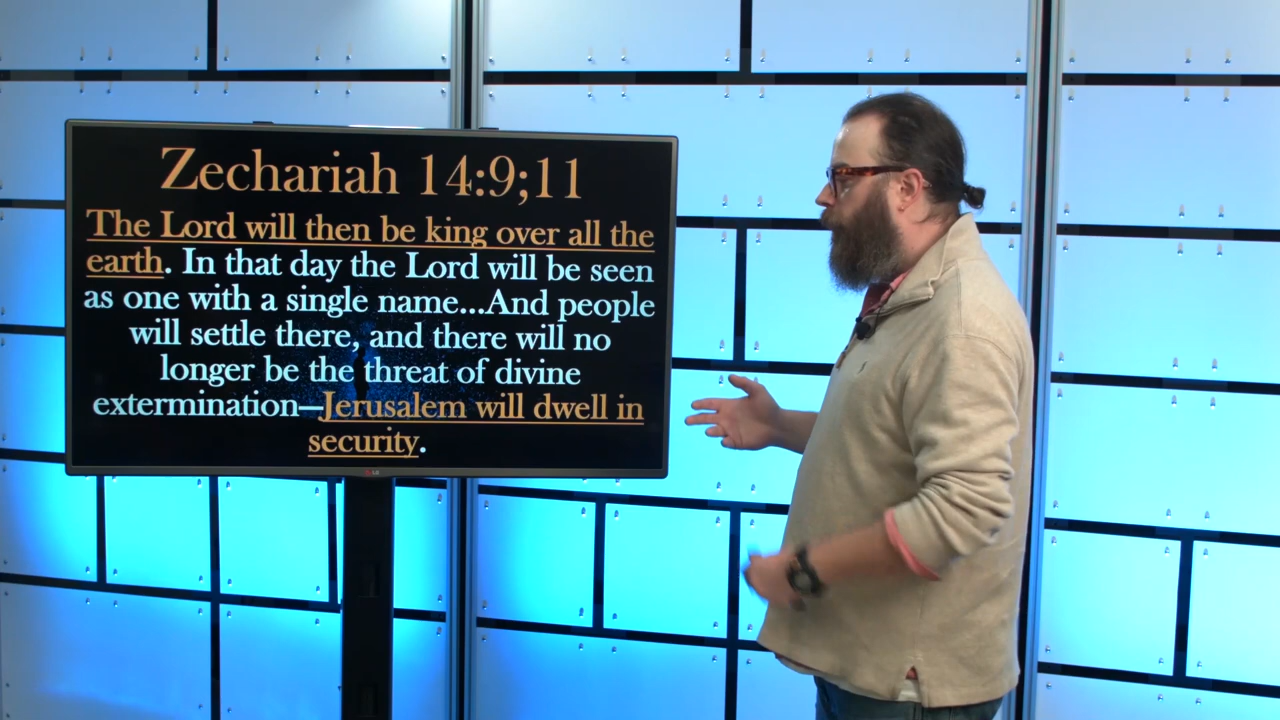 Zechariah 14:9;11
The Lord will then be king over all the
earth. In that day the Lord will be seen
as one with a single name...And people
will settle there, and there will no
longer be the threat of divine
extermination—Jerusalem will dwell in
security.
LG